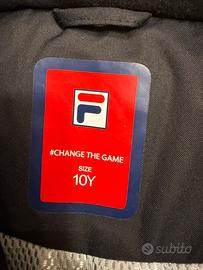 F
#CHANGE THE GAME
SIZE
10Y
subito